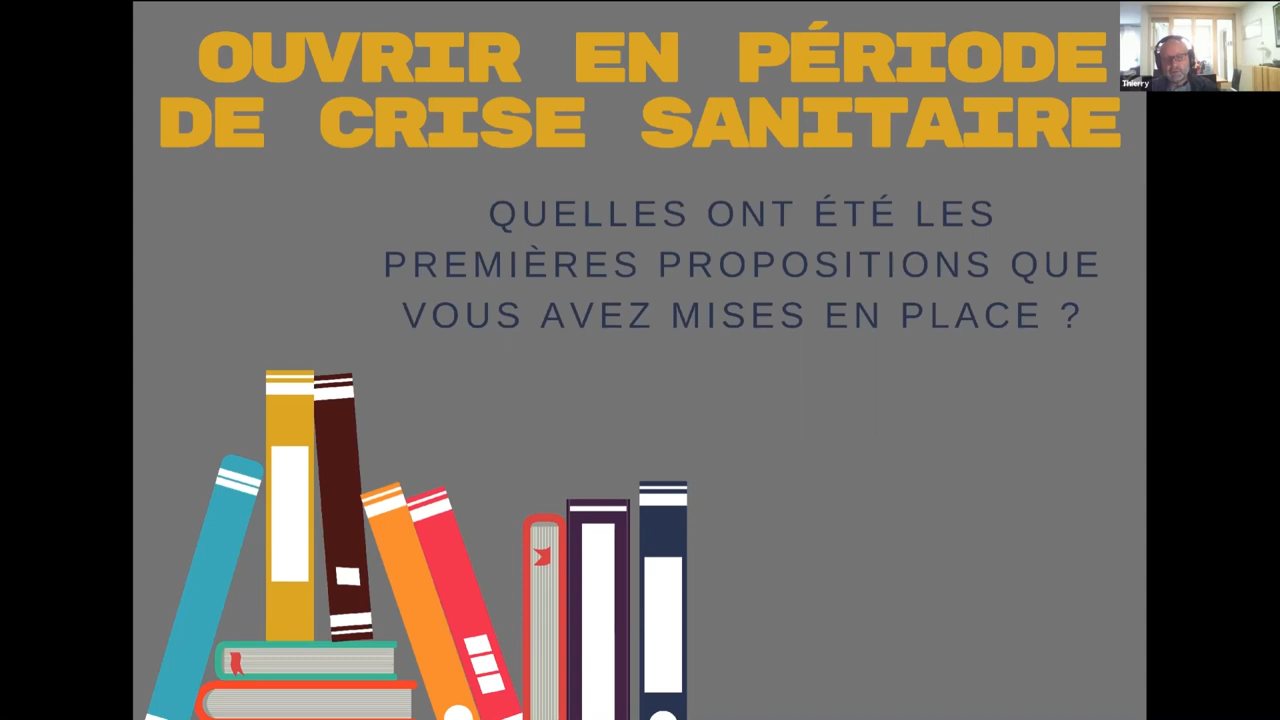 OUVRIR EN PÉRIODE
DE CRISE SANITAIRE
QUELLES ONT ÉTÉ LES
PREMIÈRES PROPOSITIONS QUE
VOUS AVEZ MISES EN PLACE ?
Thierry